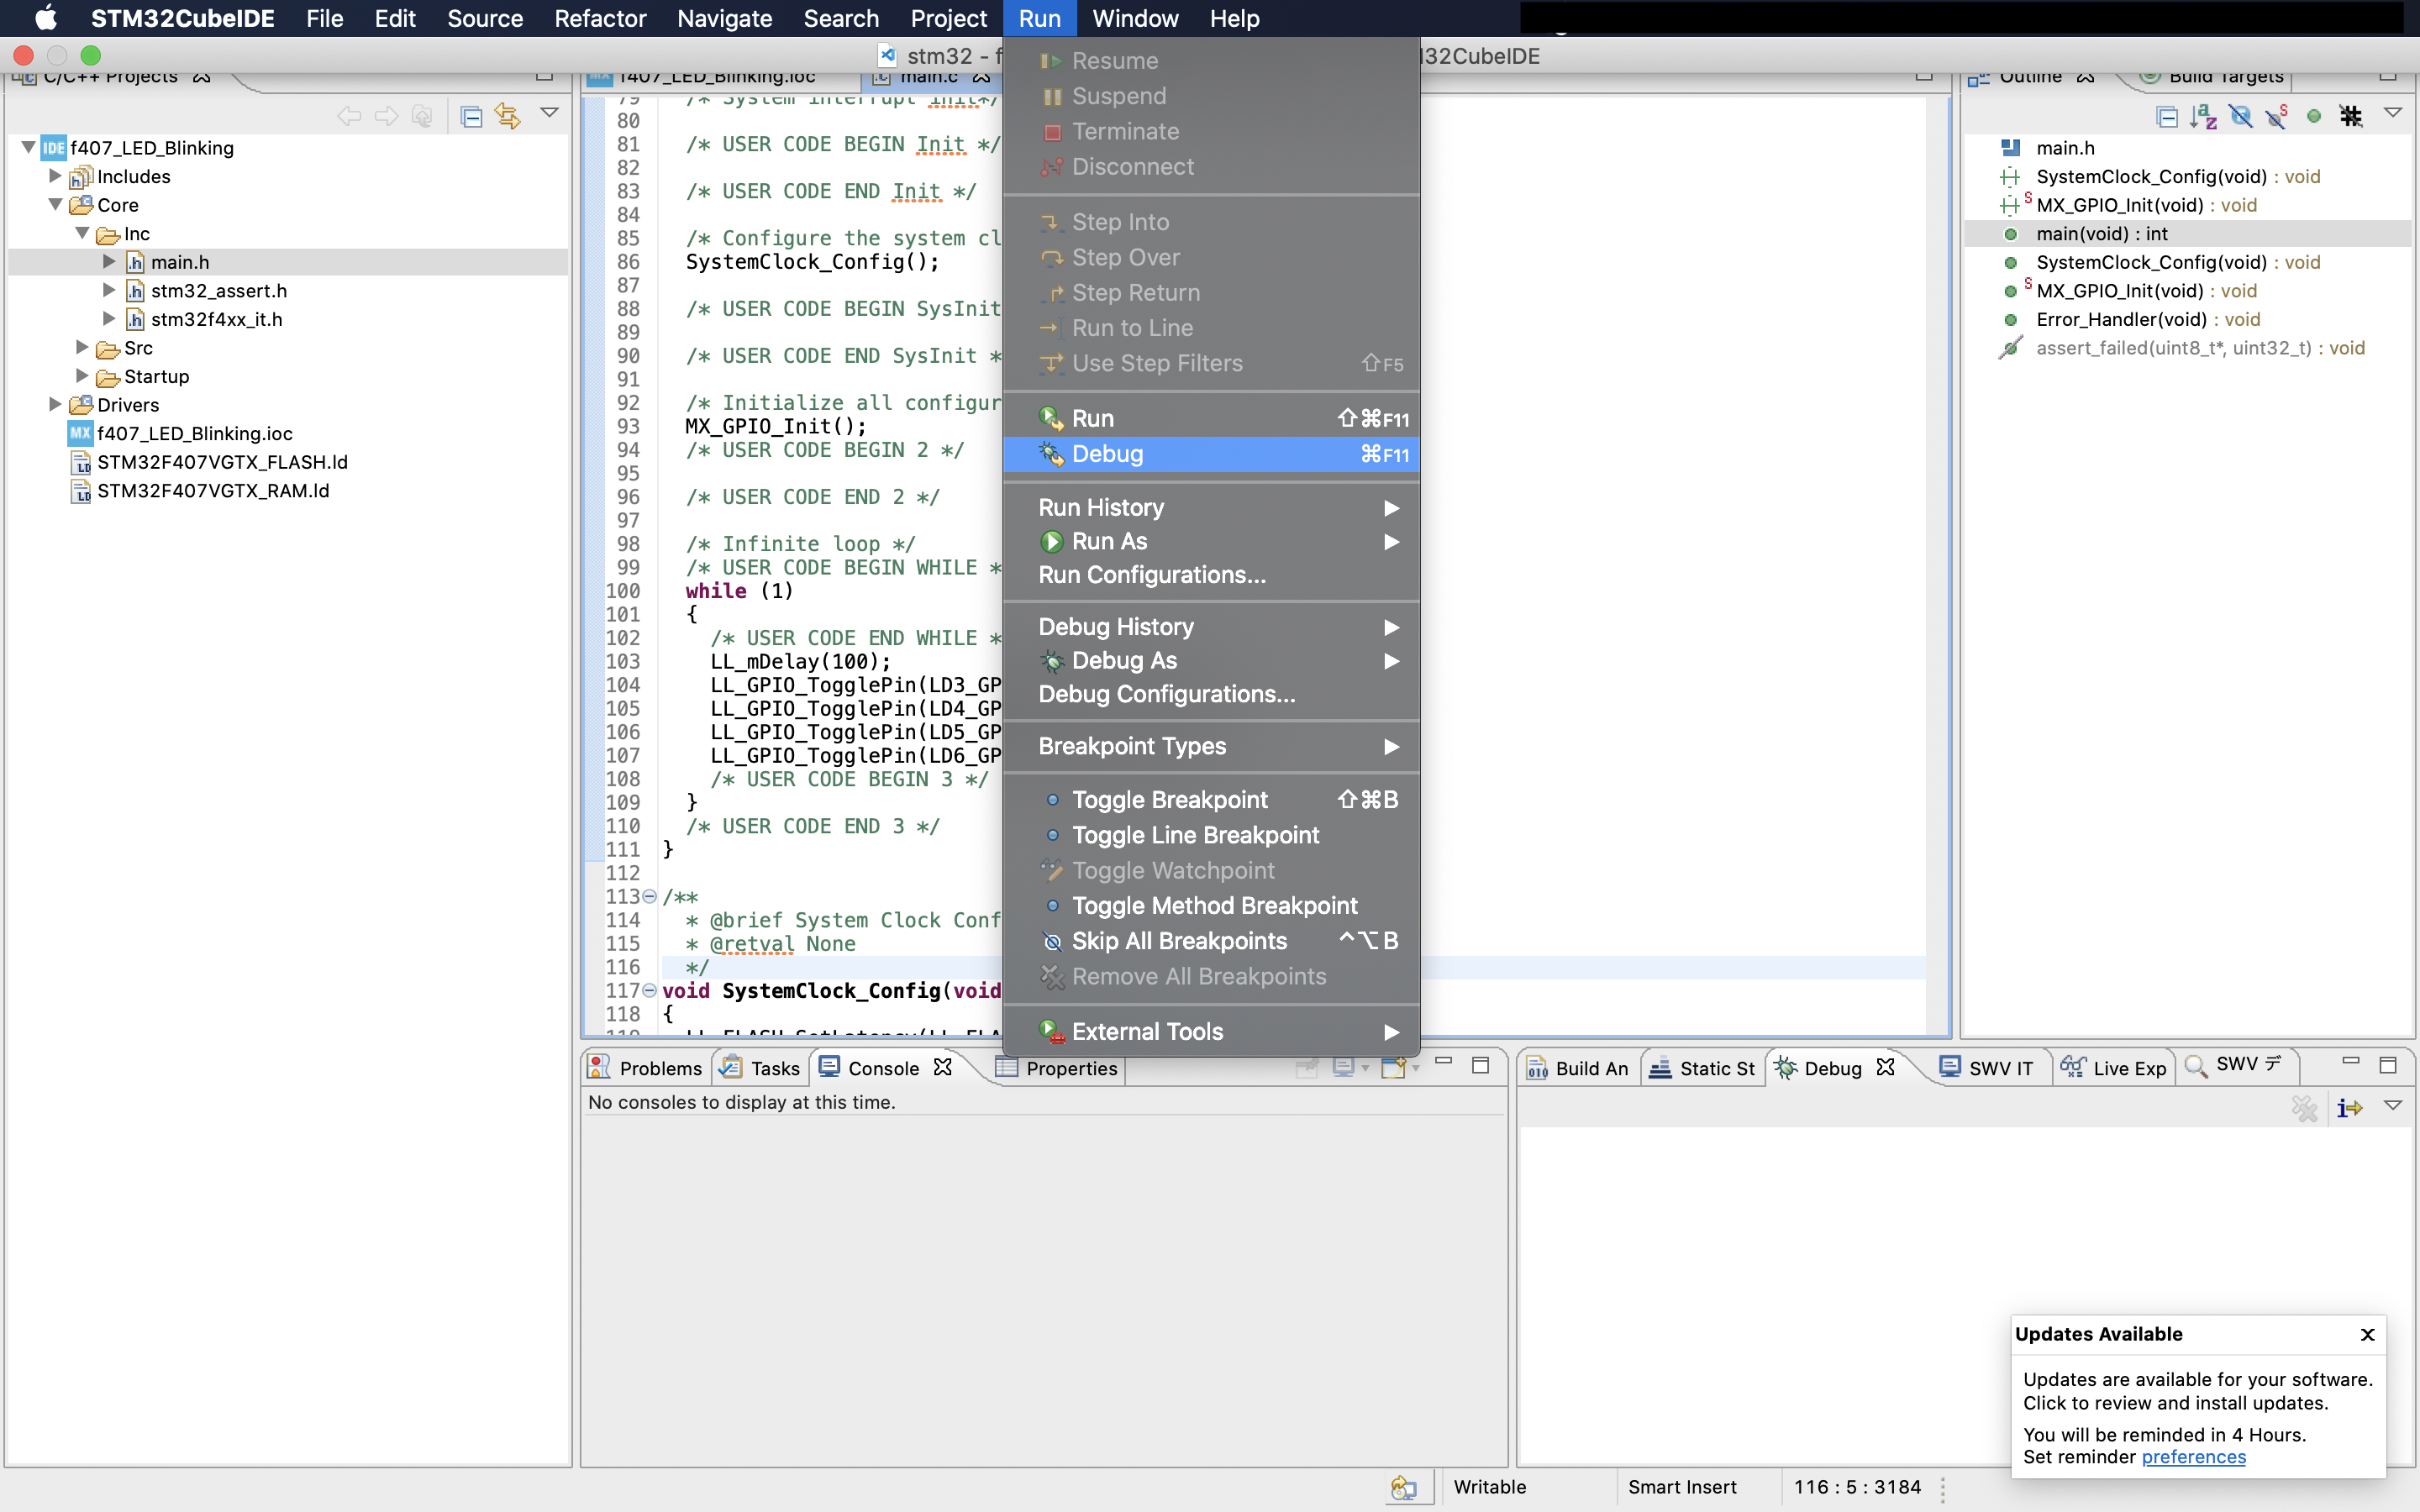 STM32CubeIDE File Edit Source Refactor Navigate Search Project Run Window Help
stm32 - f
I32CubeIDE
C/C++ Projects
f407_LED_Blinking
Includes
Core
Inc
main.h
stm32_assert.h
stm32f4xx_it.h
Src
Startup
Drivers
f407_LED_Blinking.ioc
STM32F407VGTX_FLASH.ld
STM32F407VGTX_RAM.ld
f407_LED_Blinking.ioc
main.c
79 /* System interrupt init*/
80
81 /* USER CODE BEGIN Init */
82
83 /* USER CODE END Init */
84
85 /* Configure the system cl
86 SystemClock_Config();
87
88 /* USER CODE BEGIN SysInit
89
90 /* USER CODE END SysInit *
91
92 /* Initialize all configur
93 MX_GPIO_Init();
94 /* USER CODE BEGIN 2 */
95
96 /* USER CODE END 2 */
97
98 /* Infinite loop */
99 /* USER CODE BEGIN WHILE *
100 while (1)
101 {
102 /* USER CODE END WHILE *
103 LL_mDelay(100);
104 LL_GPIO_TogglePin(LD3_GP
105 LL_GPIO_TogglePin(LD4_GP
106 LL_GPIO_TogglePin(LD5_GP
107 LL_GPIO_TogglePin(LD6_GP
108 /* USER CODE BEGIN 3 */
109 }
110 /* USER CODE END 3 */
111 }
112
113 /**
114 * @brief System Clock Conf
115 * @retval None
116 */
117 void SystemClock_Config(void
118 {
Resume
Suspend
Terminate
Disconnect
Step Into
Step Over
Step Return
Run to Line
Use Step Filters ⇧F5
Run ⇧⌘F11
Debug ⌘F11
Run History
Run As
Run Configurations...
Debug History
Debug As
Debug Configurations...
Breakpoint Types
Toggle Breakpoint ⇧⌘B
Toggle Line Breakpoint
Toggle Watchpoint
Toggle Method Breakpoint
Skip All Breakpoints ^⌥B
Remove All Breakpoints
External Tools
Outline Build Targets
main.h
SystemClock_Config(void) : void
MX_GPIO_Init(void) : void
main(void) : int
SystemClock_Config(void) : void
MX_GPIO_Init(void) : void
Error_Handler(void) : void
assert_failed(uint8_t*, uint32_t) : void
Problems Tasks Console Properties
No consoles to display at this time.
Build An Static St Debug SWV IT Live Exp SWV デ
Updates Available x
Updates are available for your software.
Click to review and install updates.
You will be reminded in 4 Hours.
Set reminder preferences
Writable Smart Insert 116 : 5 : 3184